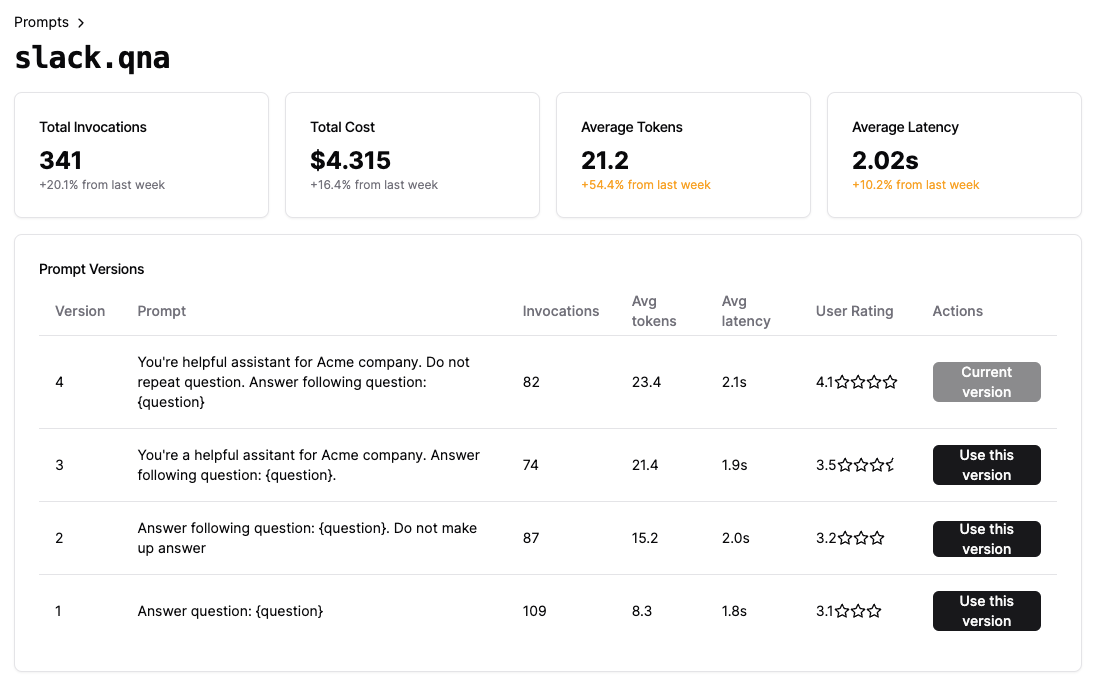 Prompts
slack.qna
Total Invocations
341
+20.1% from last week
Total Cost
$4.315
+16.4% from last week
Average Tokens
21.2
+54.4% from last week
Average Latency
2.02s
+10.2% from last week
Prompt Versions
Version Prompt Invocations Avg tokens Avg latency User Rating Actions
4
You're helpful assistant for Acme company. Do not
repeat question. Answer following question:
{question}
82
23.4
2.1s
4.1
Current
version
3
You're a helpful assitant for Acme company. Answer
following question: {question}.
74
21.4
1.9s
3.5
Use this
version
2
Answer following question: {question}. Do not make
up answer
87
15.2
2.0s
3.2
Use this
version
1
Answer question: {question}
109
8.3
1.8s
3.1
Use this
version